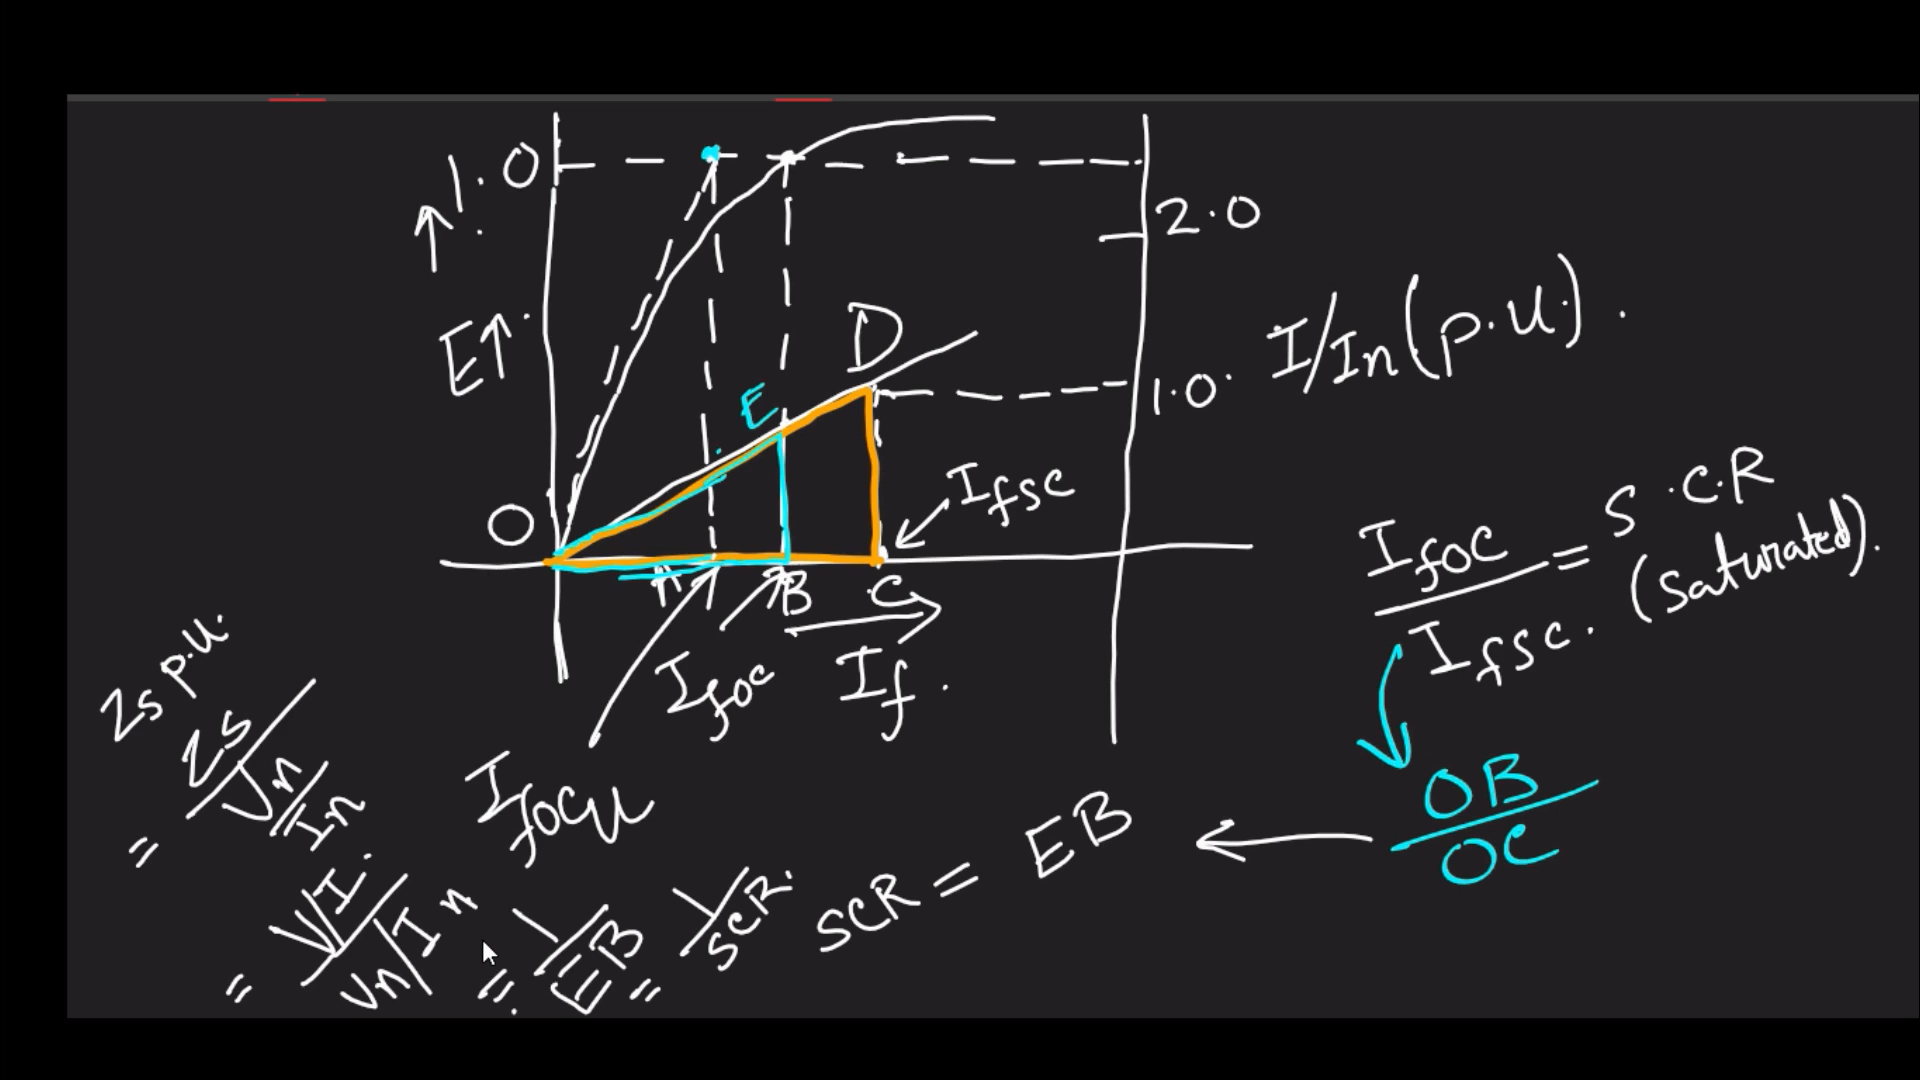 1.0
2.0
E
D
I/In (p.u.).
1.0.
E
Ifsc
O
Ifoc / Ifsc. = S.C.R (saturated).
A B C
Ifoc If.
Ifocu
OB / OC
SCR = EB
Zs p.u.
= Zs / Vn/In
= V/I. / Vn/In = 1/EB = 1/SCR.